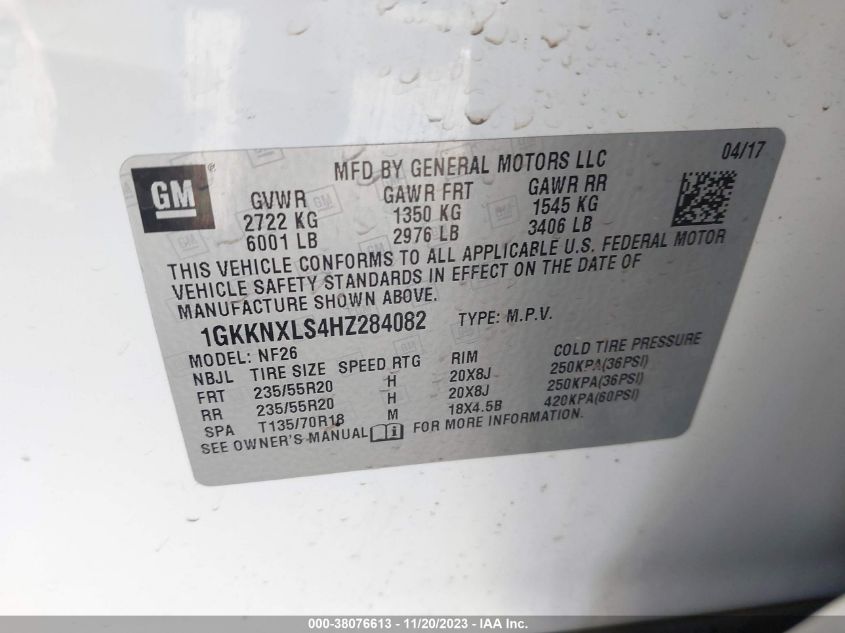 GM®
MFD BY GENERAL MOTORS LLC 04/17
GVWR GAWR FRT GAWR RR
2722 KG 1350 KG 1545 KG
6001 LB 2976 LB 3406 LB
THIS VEHICLE CONFORMS TO ALL APPLICABLE U.S. FEDERAL MOTOR
VEHICLE SAFETY STANDARDS IN EFFECT ON THE DATE OF
MANUFACTURE SHOWN ABOVE.
1GKKNXLS4HZ284082 TYPE: M.P.V.
MODEL: NF26
NBJL TIRE SIZE SPEED RTG RIM COLD TIRE PRESSURE
FRT 235/55R20 H 20X8J 250KPA(36PSI)
RR 235/55R20 H 20X8J 250KPA(36PSI)
SPA T135/70R18 M 18X4.5B 420KPA(60PSI)
SEE OWNER'S MANUAL FOR MORE INFORMATION.
000-38076613 - 11/20/2023 - IAA Inc.